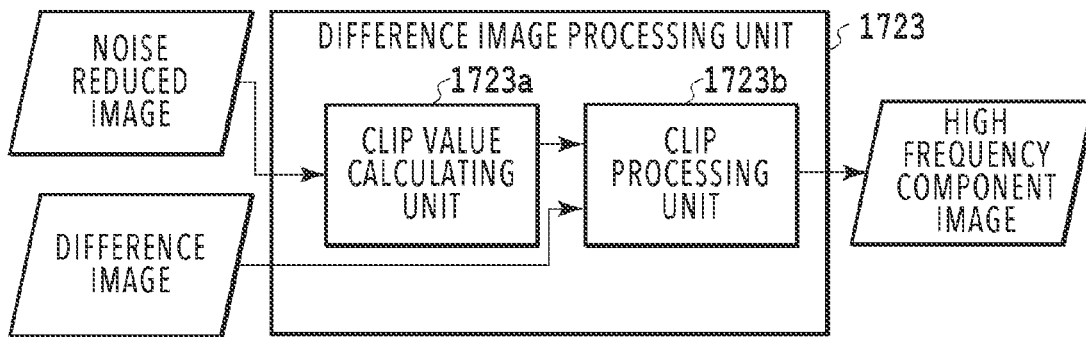 DIFFERENCE IMAGE PROCESSING UNIT
1723
NOISE
REDUCED
IMAGE
1723a
1723b
CLIP VALUE
CALCULATING
UNIT
CLIP
PROCESSING
UNIT
HIGH
FREQUENCY
COMPONENT
IMAGE
DIFFERENCE
IMAGE